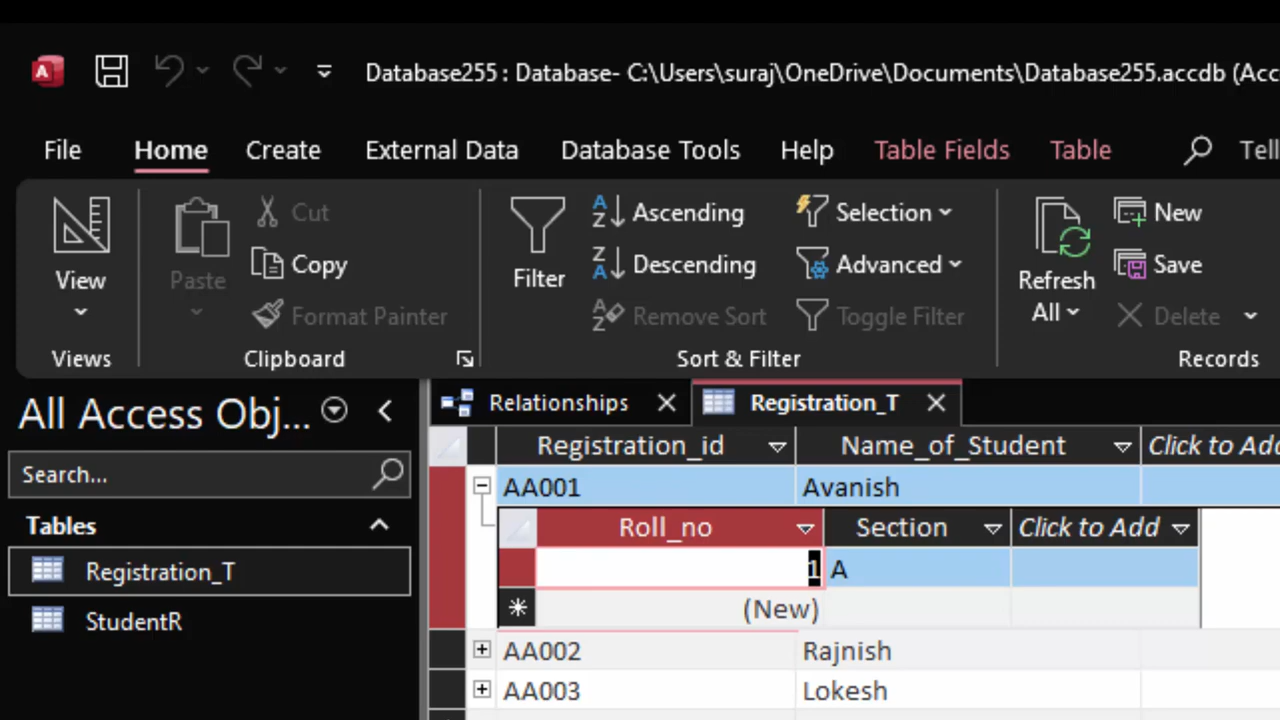 Database255 : Database- C:\Users\suraj\OneDrive\Documents\Database255.accdb (Acc
File Home Create External Data Database Tools Help Table Fields Table Tell
View
Views
Paste
Cut
Copy
Format Painter
Clipboard
Filter
Ascending
Descending
Remove Sort
Selection
Advanced
Toggle Filter
Sort & Filter
Refresh
All
New
Save
Delete
Records
All Access Obj...
Search...
Tables
Registration_T
StudentR
Relationships Registration_T
Registration_id Name_of_Student Click to Add
AA001 Avanish
Roll_no Section Click to Add
1 A
(New)
AA002 Rajnish
AA003 Lokesh